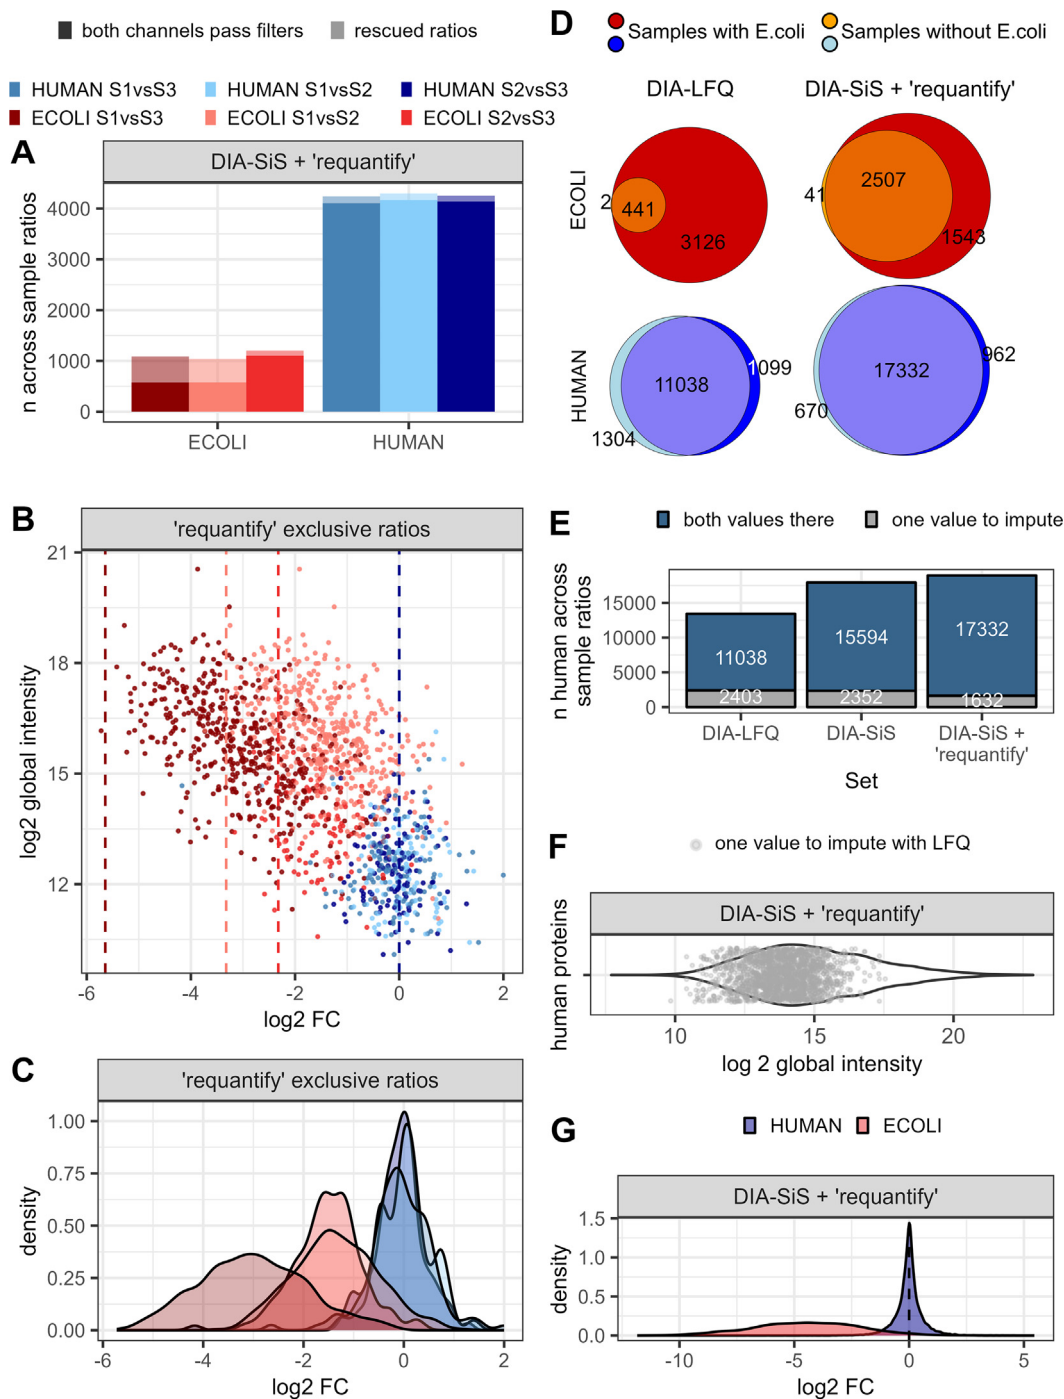 both channels pass filters rescued ratios
HUMAN S1vsS3 HUMAN S1vsS2 HUMAN S2vsS3
ECOLI S1vsS3 ECOLI S1vsS2 ECOLI S2vsS3
A
DIA-SiS + 'requantify'
n across sample ratios
4000
3000
2000
1000
0
ECOLI HUMAN
B
'requantify' exclusive ratios
log2 global intensity
21
18
15
12
-6 -4 -2 0 2
log2 FC
C
'requantify' exclusive ratios
density
1.00
0.75
0.50
0.25
0.00
-6 -4 -2 0 2
log2 FC
D
Samples with E.coli Samples without E.coli
DIA-LFQ DIA-SiS + 'requantify'
ECOLI
2 441 3126
41 2507 1543
HUMAN
11038 1099 1304
17332 962 670
E
both values there one value to impute
n human across
sample ratios
15000
10000
5000
0
11038 15594 17332
2403 2352 1632
DIA-LFQ DIA-SiS DIA-SiS +
'requantify'
Set
F
one value to impute with LFQ
DIA-SiS + 'requantify'
human proteins
10 15 20
log 2 global intensity
G
HUMAN ECOLI
DIA-SiS + 'requantify'
density
1.5
1.0
0.5
0.0
-10 -5 0 5
log2 FC